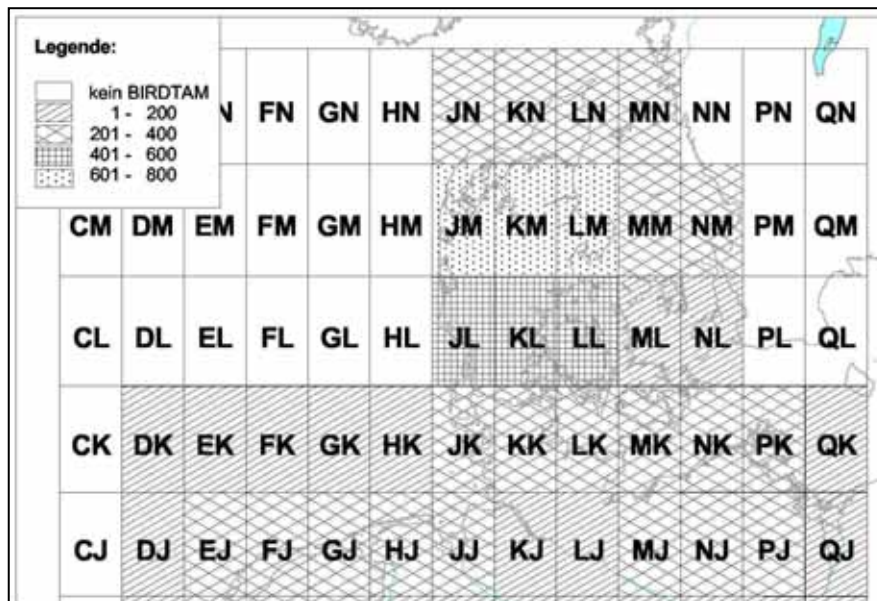 Legende:
kein BIRDTAM
1 - 200
201 - 400
401 - 600
601 - 800
N FN GN HN JN KN LN MN NN PN QN
CM DM EM FM GM HM JM KM LM MM NM PM QM
CL DL EL FL GL HL JL KL LL ML NL PL QL
CK DK EK FK GK HK JK KK LK MK NK PK QK
CJ DJ EJ FJ GJ HJ JJ KJ LJ MJ NJ PJ QJ